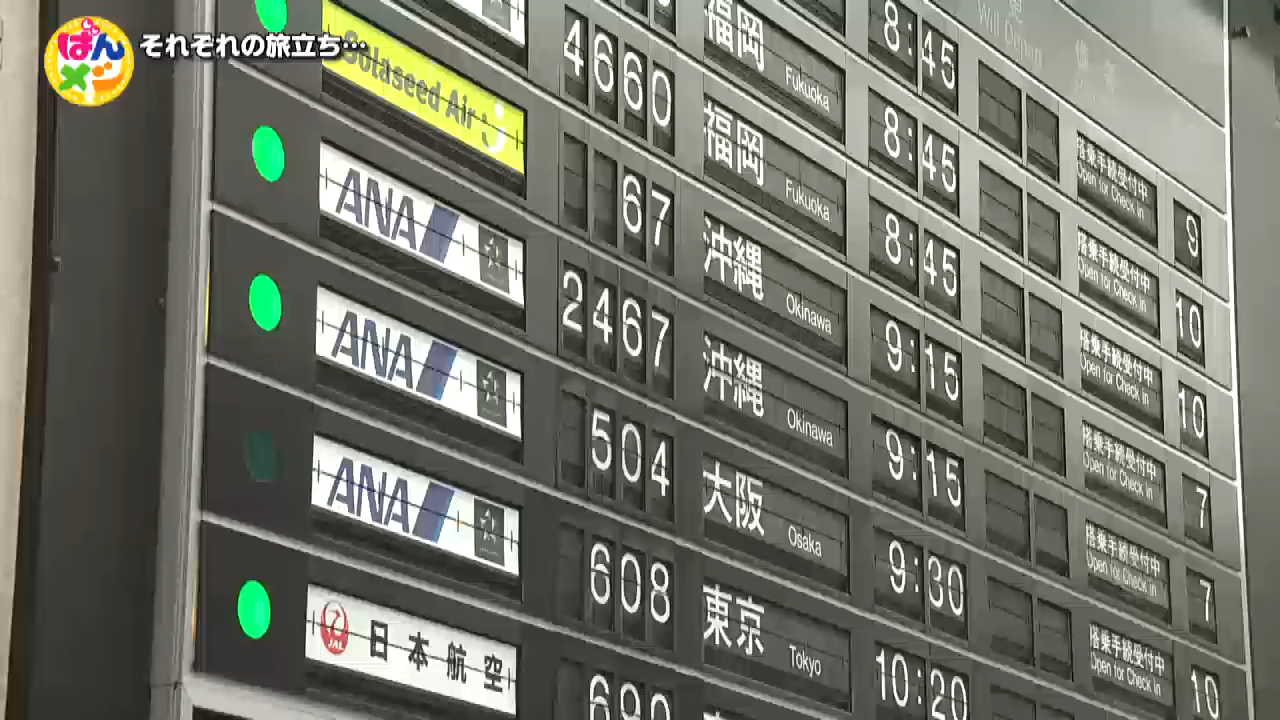 ぱん
それぞれの旅立ち…
福岡 Fukuoka 8:45 搭乗手続受付中 Open for Check In 9
Solaseed Air 4660 福岡 Fukuoka 8:45 搭乗手続受付中 Open for Check In 10
ANA 67 沖縄 Okinawa 8:45 搭乗手続受付中 Open for Check In 10
ANA 2467 沖縄 Okinawa 9:15 搭乗手続受付中 Open for Check In 7
ANA 504 大阪 Osaka 9:15 搭乗手続受付中 Open for Check In 7
608 東京 Tokyo 9:30 搭乗手続受付中 Open for Check In 10
JAL 日本航空 690 10:20